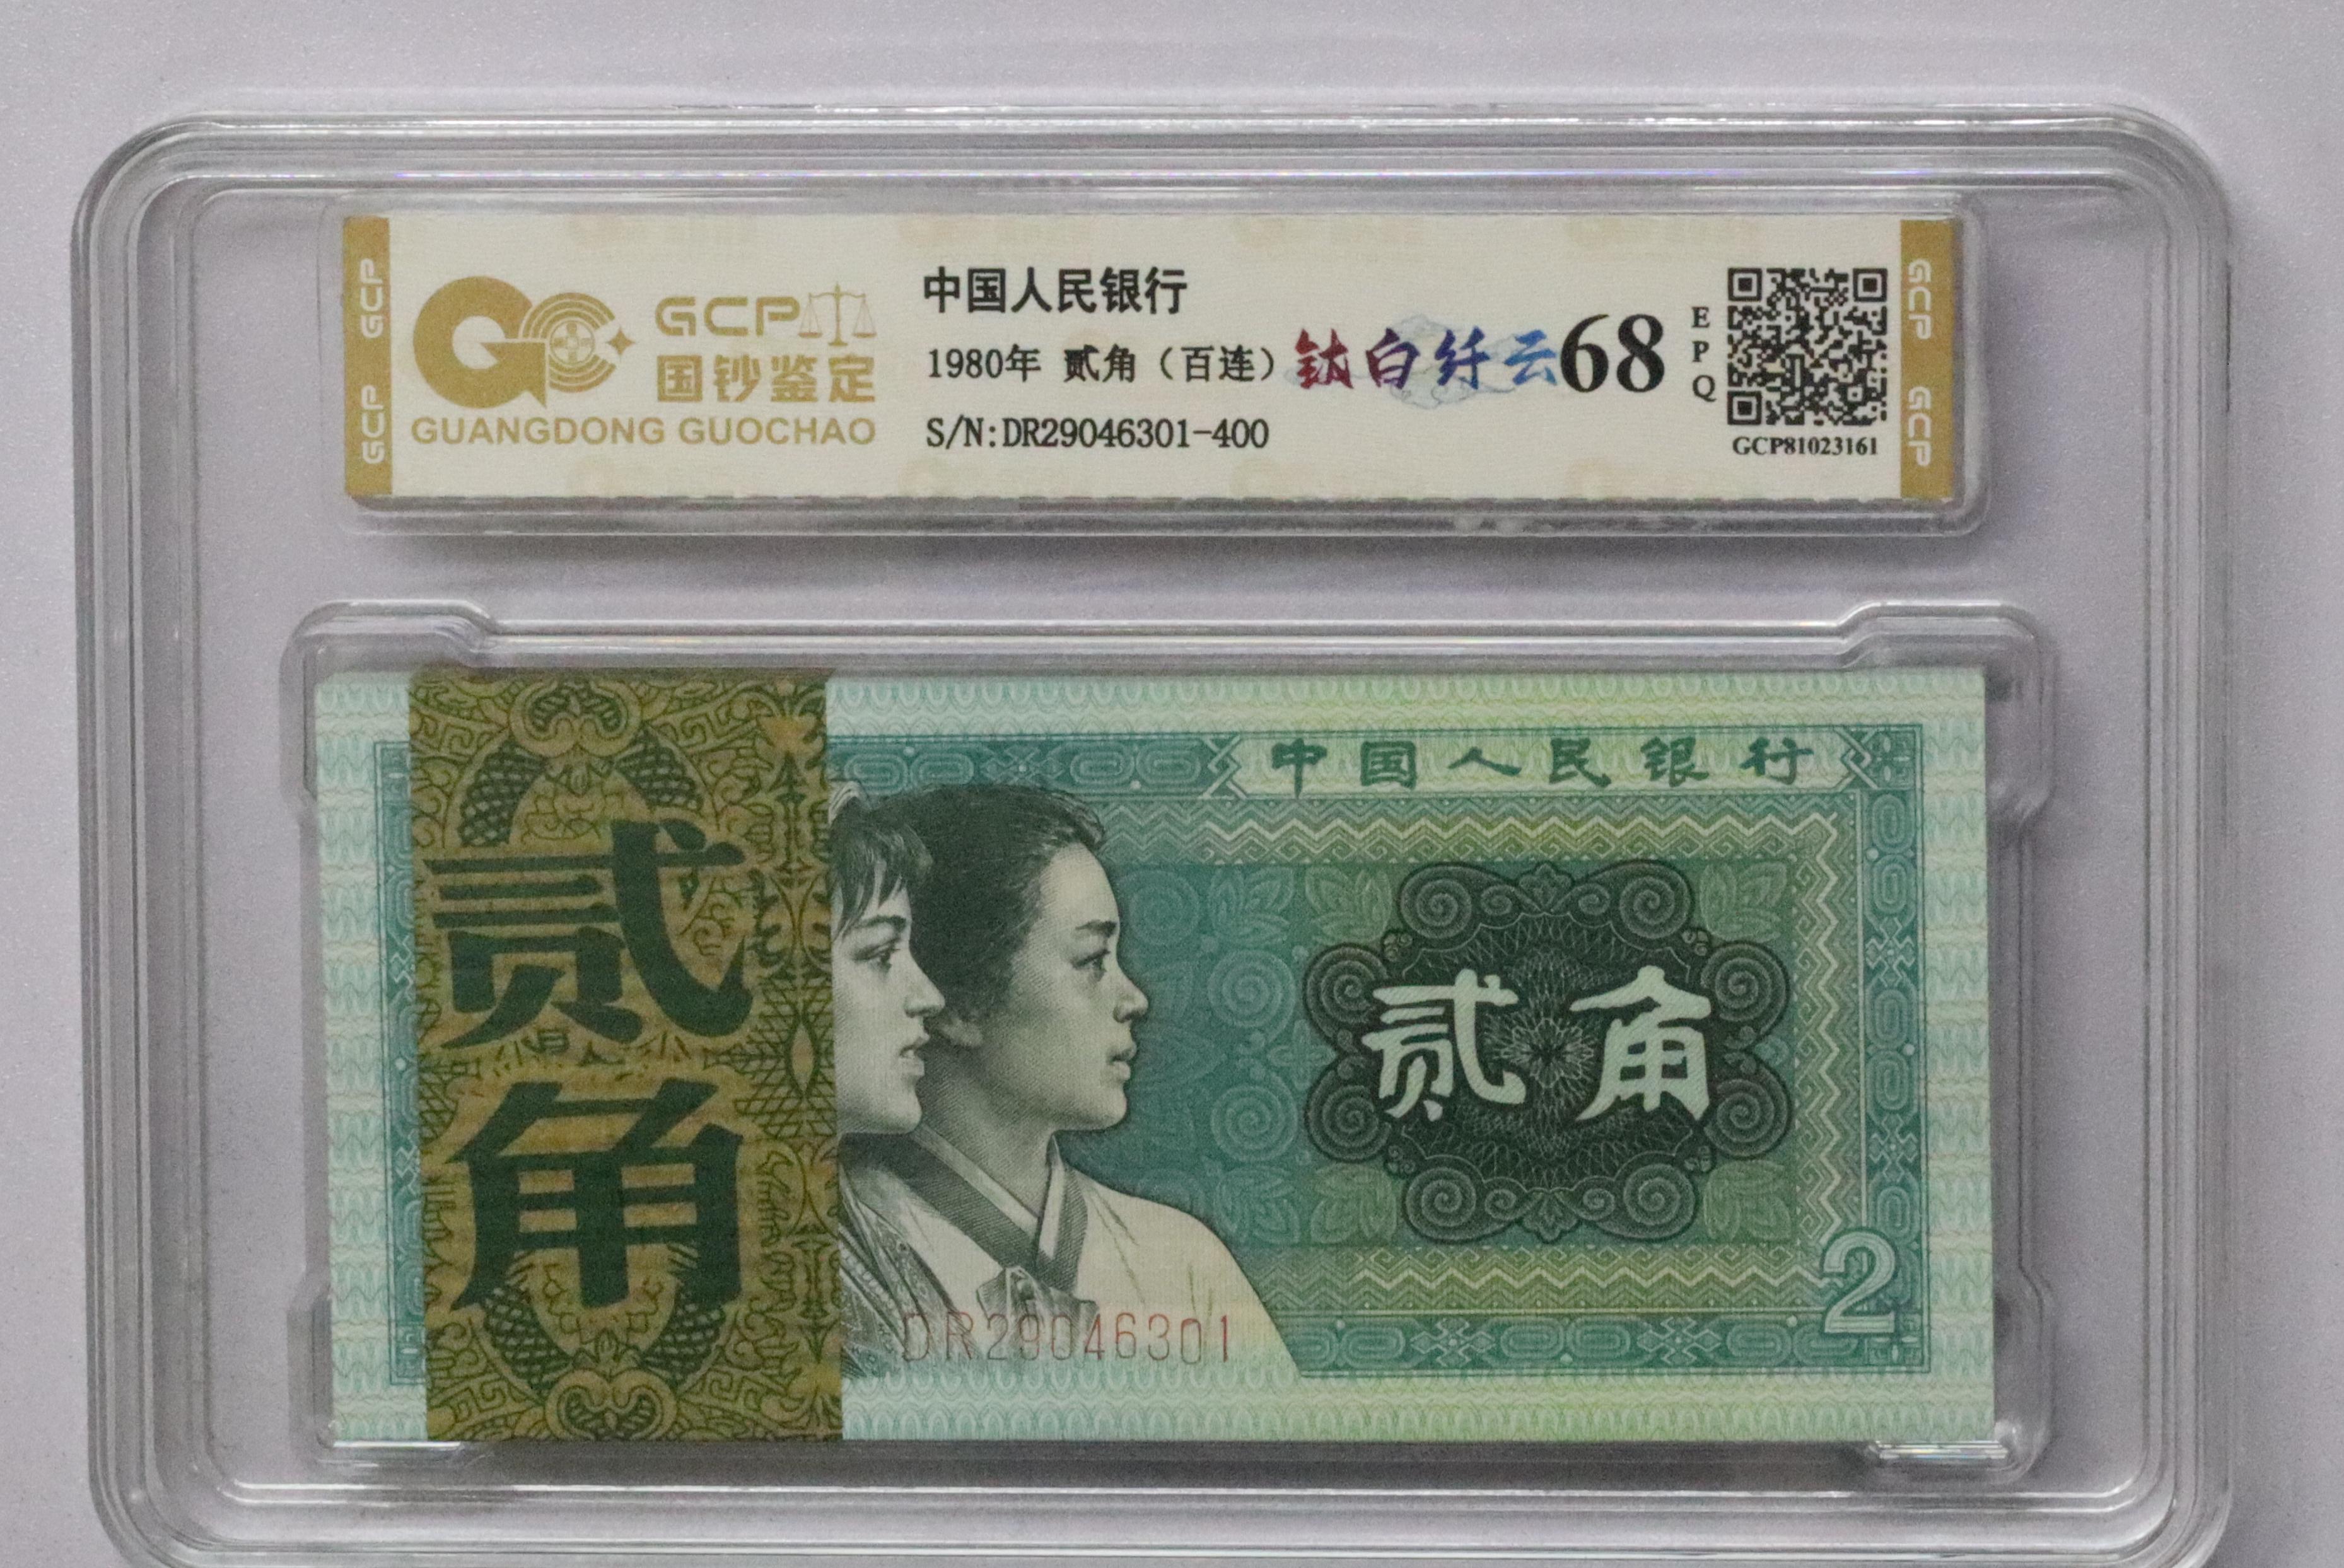 GCP
GCP
GCP
国钞鉴定
GUANGDONG GUOCHAO
中国人民银行
1980年 贰角（百连）钛白纤云68
EPQ
S/N:DR29046301-400
GCP81023161
GCP
GCP
中国人民银行
贰角
贰角
2
DR29046301